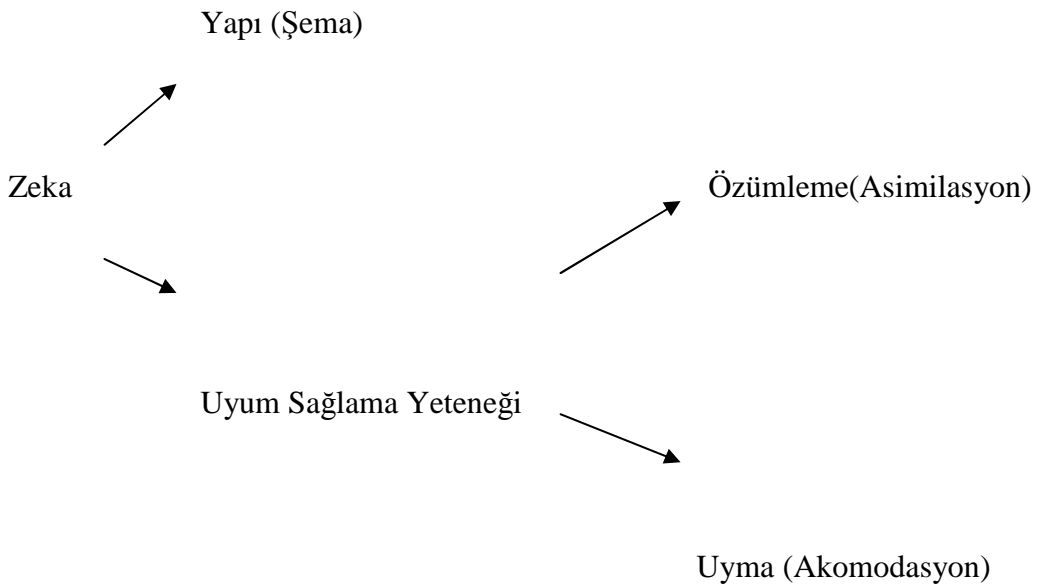 Yapı (Şema)
Zeka
Özümleme(Asimilasyon)
Uyum Sağlama Yeteneği
Uyma (Akomodasyon)